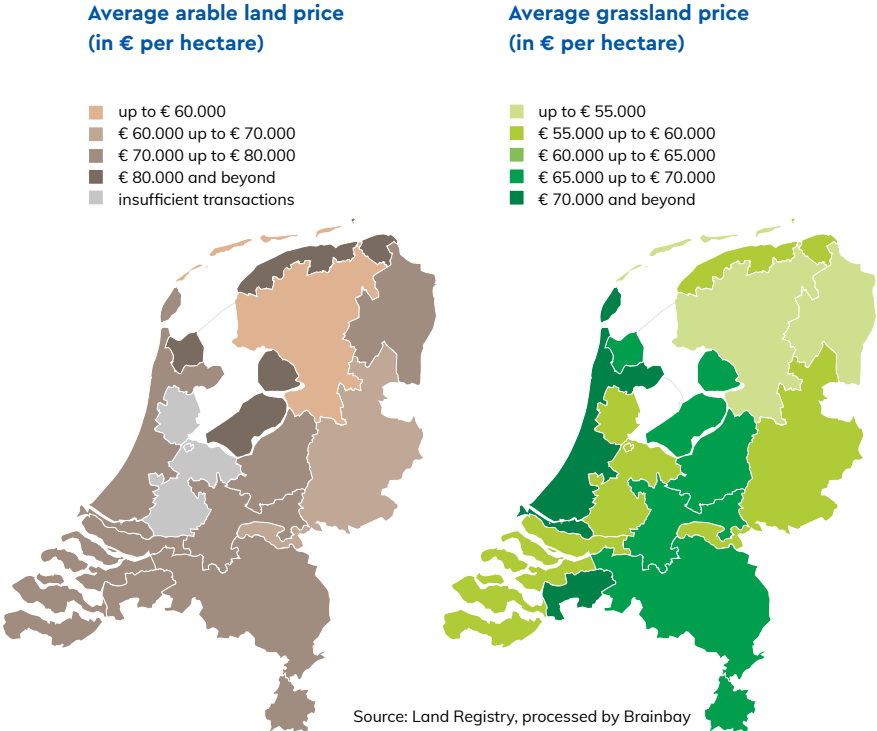 Average arable land price
(in € per hectare)
up to € 60.000
€ 60.000 up to € 70.000
€ 70.000 up to € 80.000
€ 80.000 and beyond
insufficient transactions
Average grassland price
(in € per hectare)
up to € 55.000
€ 55.000 up to € 60.000
€ 60.000 up to € 65.000
€ 65.000 up to € 70.000
€ 70.000 and beyond
Source: Land Registry, processed by Brainbay